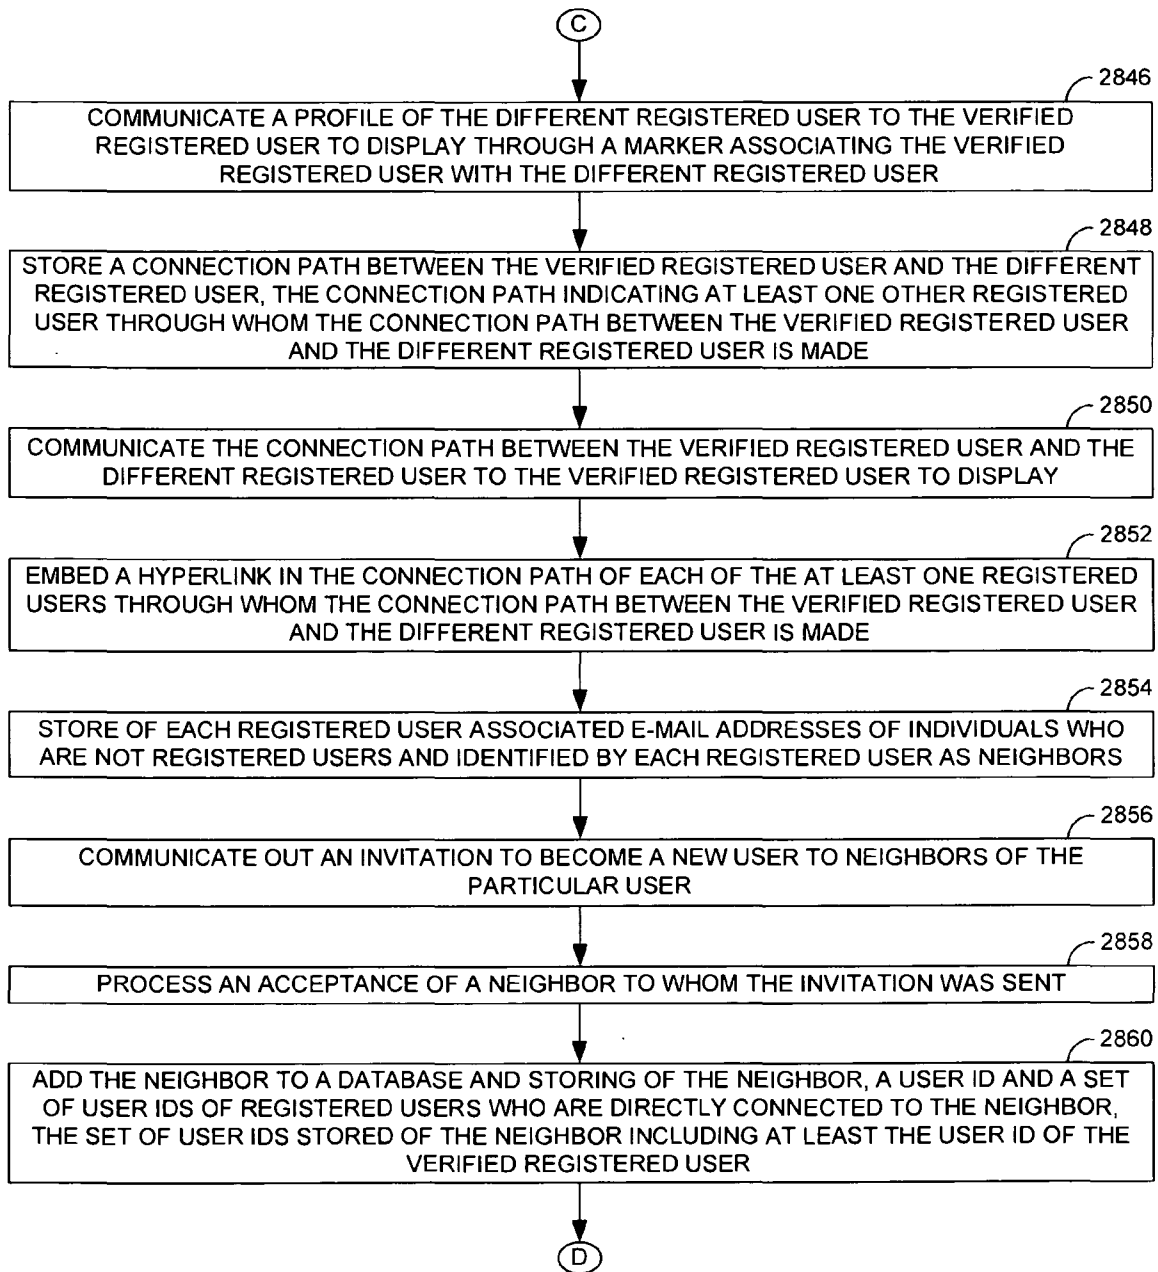 C
2846
COMMUNICATE A PROFILE OF THE DIFFERENT REGISTERED USER TO THE VERIFIED
REGISTERED USER TO DISPLAY THROUGH A MARKER ASSOCIATING THE VERIFIED
REGISTERED USER WITH THE DIFFERENT REGISTERED USER
2848
STORE A CONNECTION PATH BETWEEN THE VERIFIED REGISTERED USER AND THE DIFFERENT
REGISTERED USER, THE CONNECTION PATH INDICATING AT LEAST ONE OTHER REGISTERED
USER THROUGH WHOM THE CONNECTION PATH BETWEEN THE VERIFIED REGISTERED USER
AND THE DIFFERENT REGISTERED USER IS MADE
2850
COMMUNICATE THE CONNECTION PATH BETWEEN THE VERIFIED REGISTERED USER AND THE
DIFFERENT REGISTERED USER TO THE VERIFIED REGISTERED USER TO DISPLAY
2852
EMBED A HYPERLINK IN THE CONNECTION PATH OF EACH OF THE AT LEAST ONE REGISTERED
USERS THROUGH WHOM THE CONNECTION PATH BETWEEN THE VERIFIED REGISTERED USER
AND THE DIFFERENT REGISTERED USER IS MADE
2854
STORE OF EACH REGISTERED USER ASSOCIATED E-MAIL ADDRESSES OF INDIVIDUALS WHO
ARE NOT REGISTERED USERS AND IDENTIFIED BY EACH REGISTERED USER AS NEIGHBORS
2856
COMMUNICATE OUT AN INVITATION TO BECOME A NEW USER TO NEIGHBORS OF THE
PARTICULAR USER
2858
PROCESS AN ACCEPTANCE OF A NEIGHBOR TO WHOM THE INVITATION WAS SENT
2860
ADD THE NEIGHBOR TO A DATABASE AND STORING OF THE NEIGHBOR, A USER ID AND A SET
OF USER IDS OF REGISTERED USERS WHO ARE DIRECTLY CONNECTED TO THE NEIGHBOR,
THE SET OF USER IDS STORED OF THE NEIGHBOR INCLUDING AT LEAST THE USER ID OF THE
VERIFIED REGISTERED USER
D